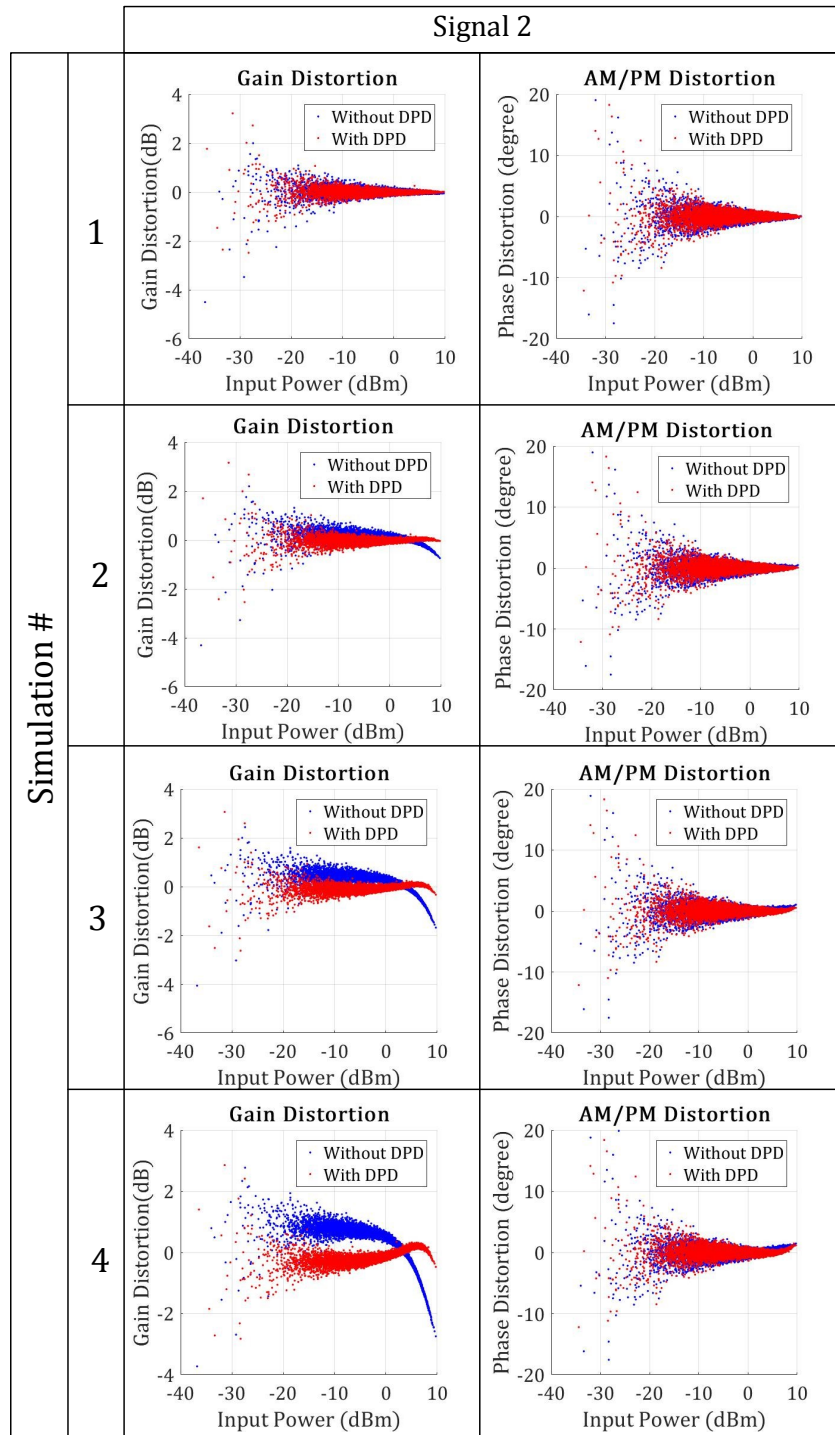 Signal 2
Simulation #
1
Gain Distortion
Gain Distortion(dB)
4
2
0
-2
-4
-6
Without DPD
With DPD
-40 -30 -20 -10 0 10
Input Power (dBm)
AM/PM Distortion
Phase Distortion (degree)
20
10
0
-10
-20
Without DPD
With DPD
-40 -30 -20 -10 0 10
Input Power (dBm)
2
Gain Distortion
Gain Distortion(dB)
4
2
0
-2
-4
-6
Without DPD
With DPD
-40 -30 -20 -10 0 10
Input Power (dBm)
AM/PM Distortion
Phase Distortion (degree)
20
10
0
-10
-20
Without DPD
With DPD
-40 -30 -20 -10 0 10
Input Power (dBm)
3
Gain Distortion
Gain Distortion(dB)
4
2
0
-2
-4
-6
Without DPD
With DPD
-40 -30 -20 -10 0 10
Input Power (dBm)
AM/PM Distortion
Phase Distortion (degree)
20
10
0
-10
-20
Without DPD
With DPD
-40 -30 -20 -10 0 10
Input Power (dBm)
4
Gain Distortion
Gain Distortion(dB)
4
2
0
-2
-4
Without DPD
With DPD
-40 -30 -20 -10 0 10
Input Power (dBm)
AM/PM Distortion
Phase Distortion (degree)
20
10
0
-10
-20
Without DPD
With DPD
-40 -30 -20 -10 0 10
Input Power (dBm)